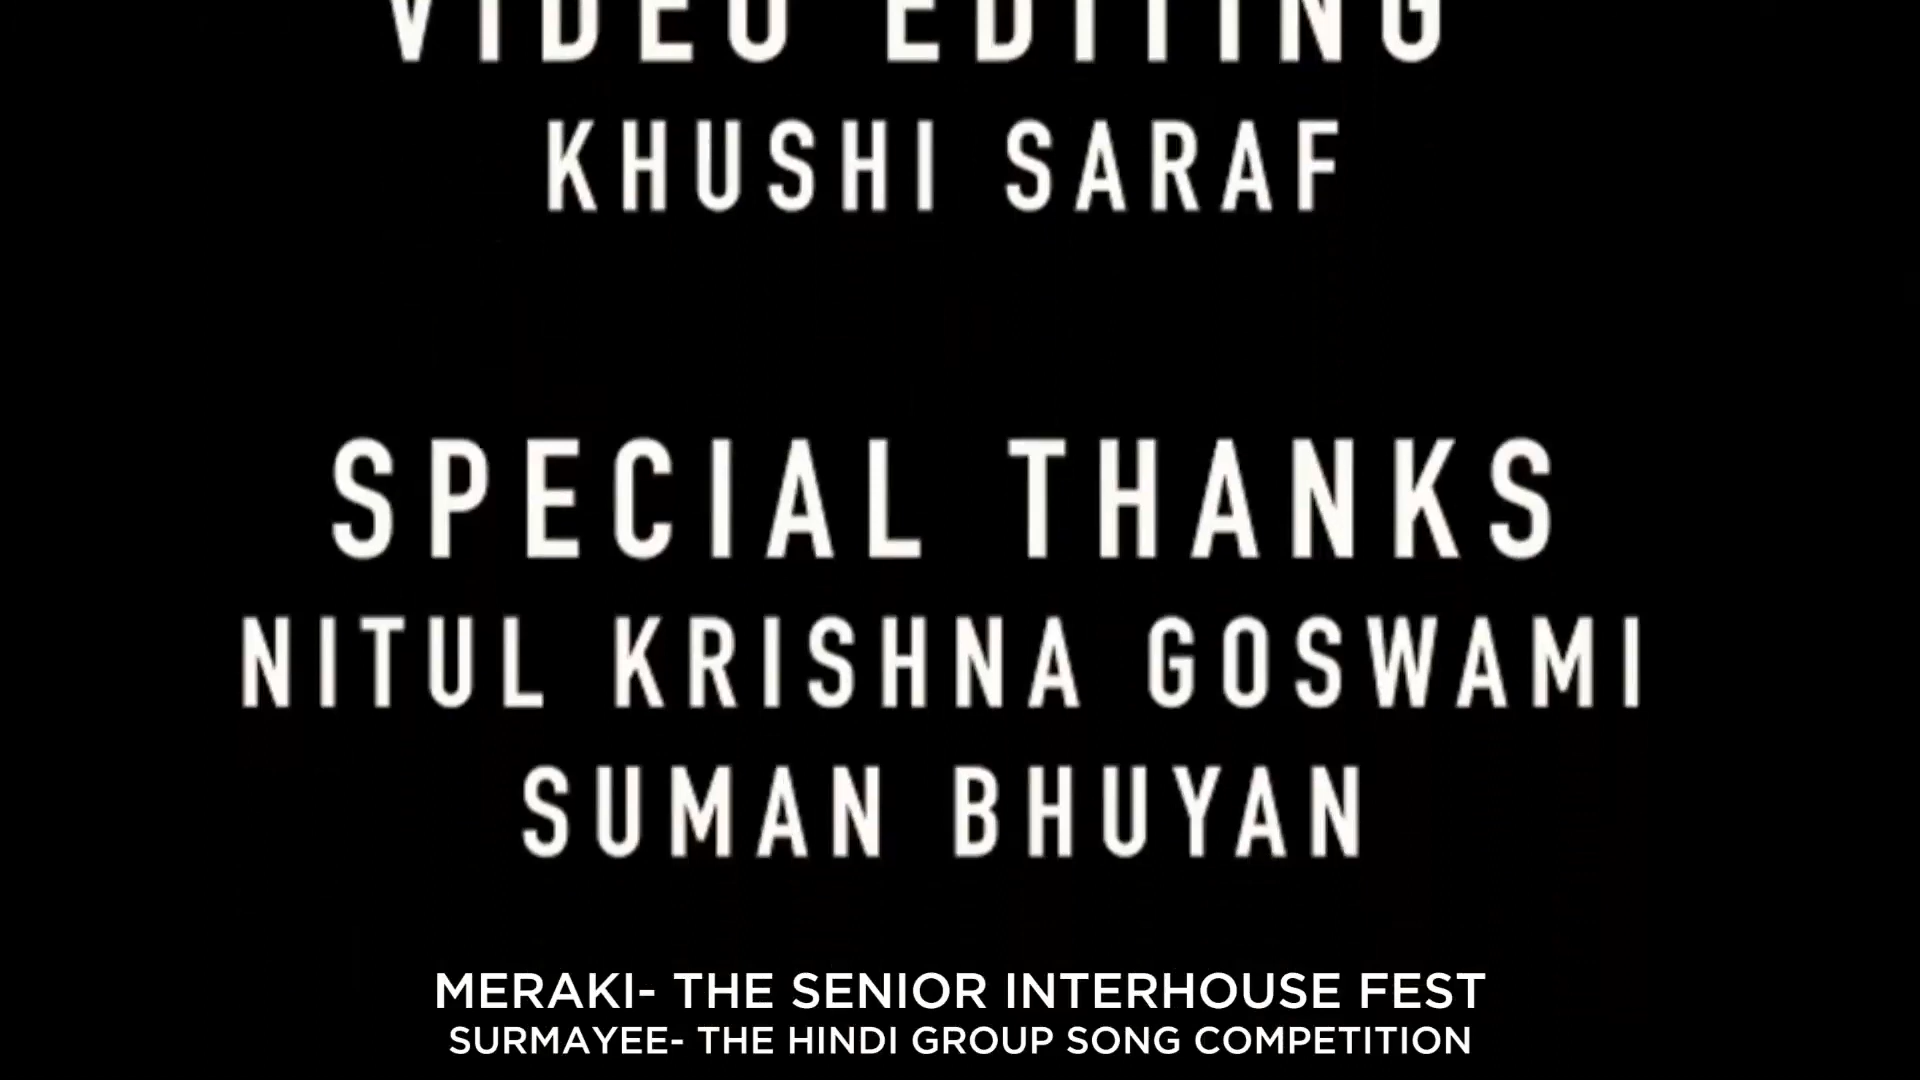 VIDEO EDITING
KHUSHI SARAF
SPECIAL THANKS
NITUL KRISHNA GOSWAMI
SUMAN BHUYAN
MERAKI- THE SENIOR INTERHOUSE FEST
SURMAYEE- THE HINDI GROUP SONG COMPETITION